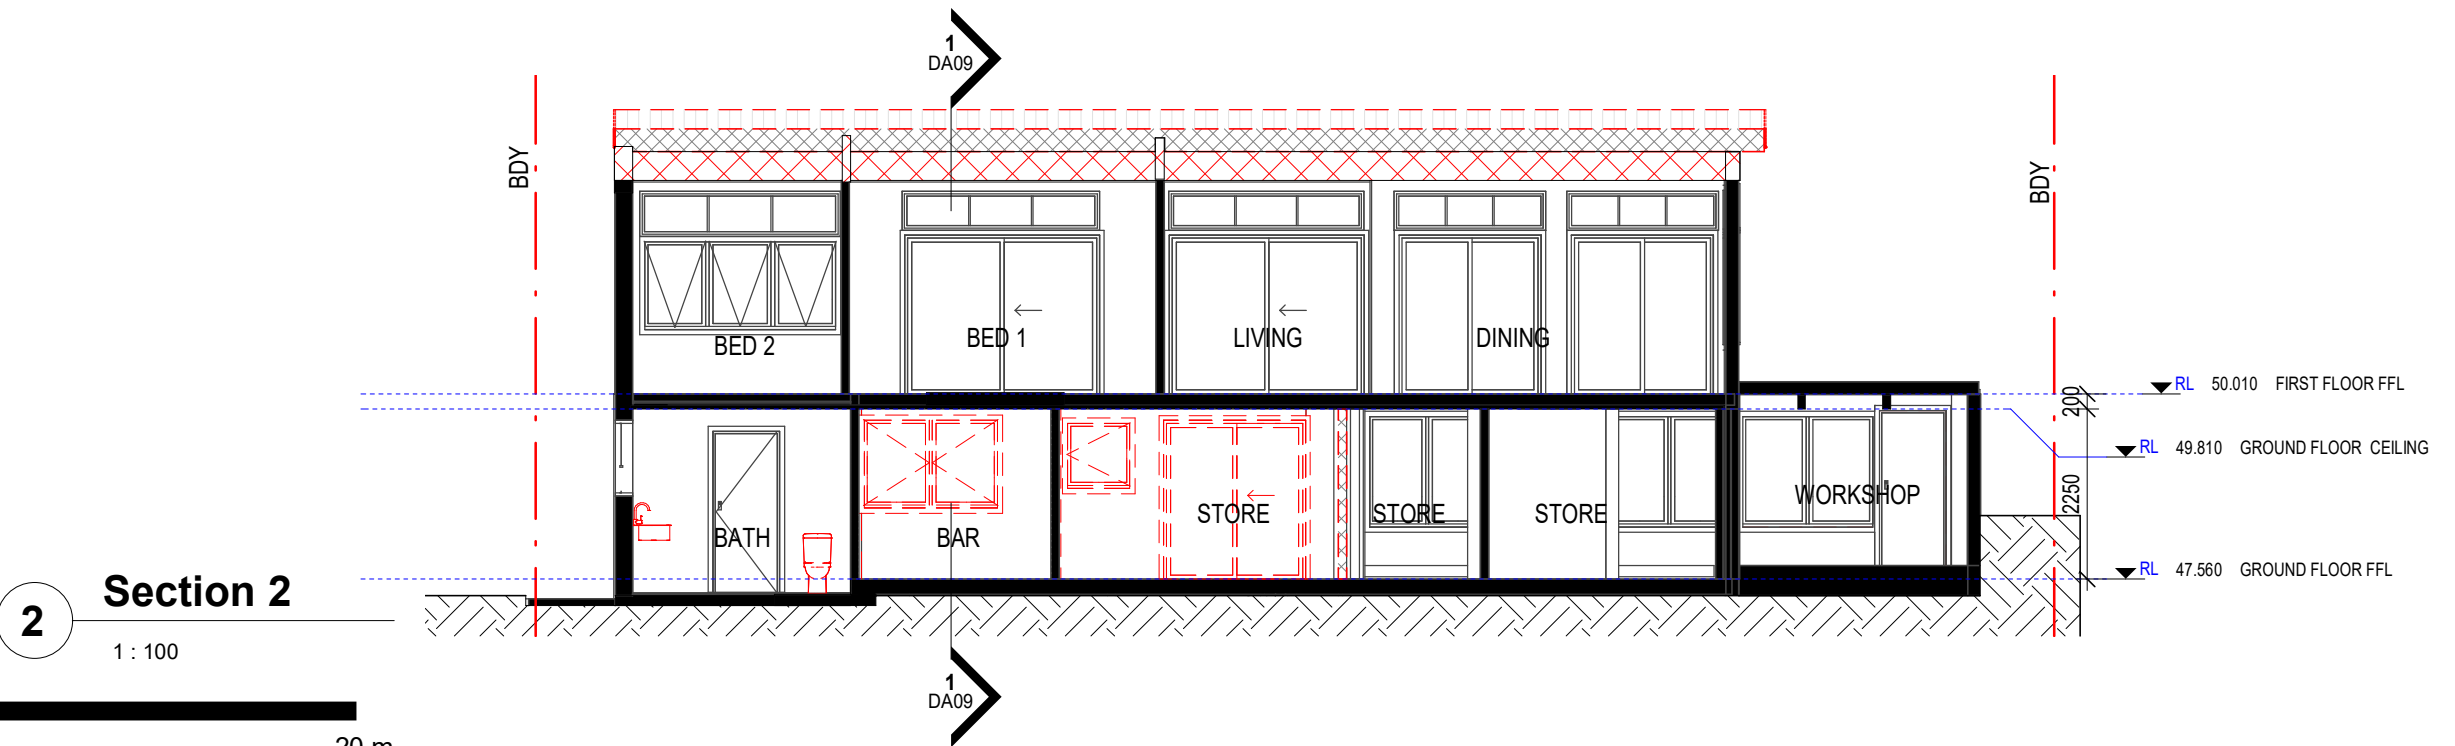 1
DA09
BDY
BDY
BED 2
BED 1
LIVING
DINING
RL 50.010 FIRST FLOOR FFL
200
RL 49.810 GROUND FLOOR CEILING
2250
WORKSHOP
STORE
STORE
STORE
BATH
BAR
RL 47.560 GROUND FLOOR FFL
2
Section 2
1 : 100
1
DA09
20 m